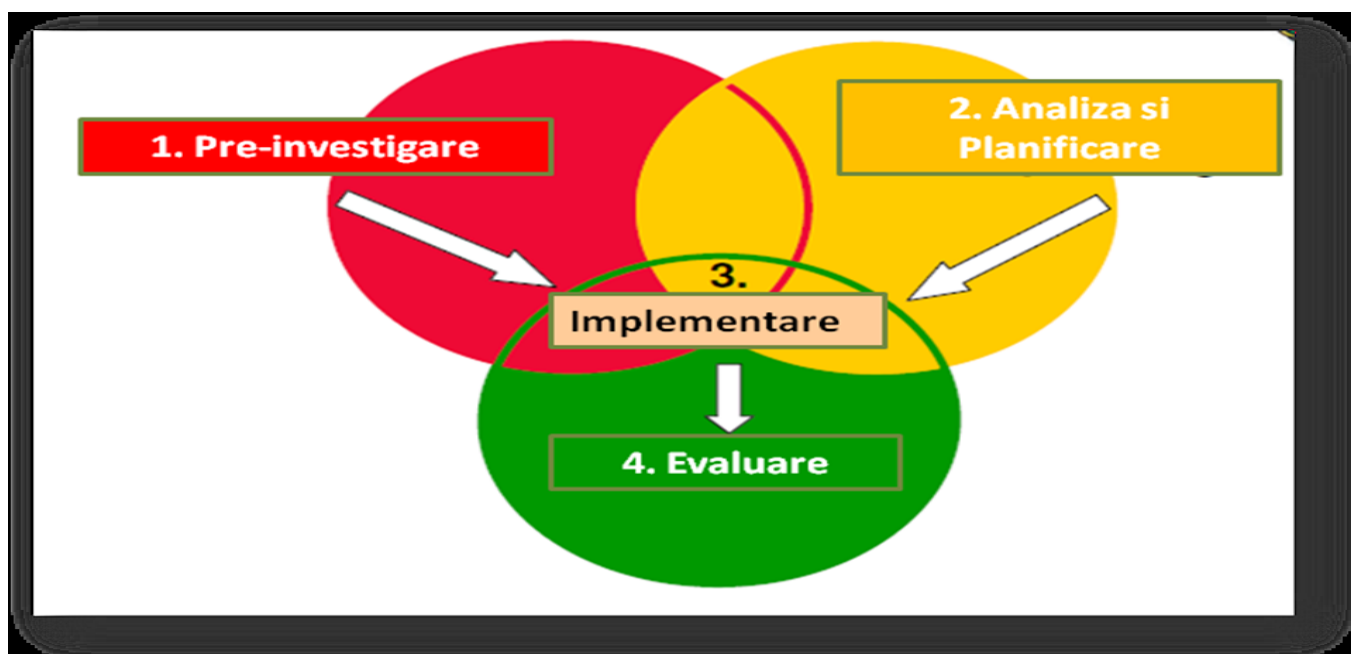 1. Pre-investigare
2. Analiza si
Planificare
3.
Implementare
4. Evaluare